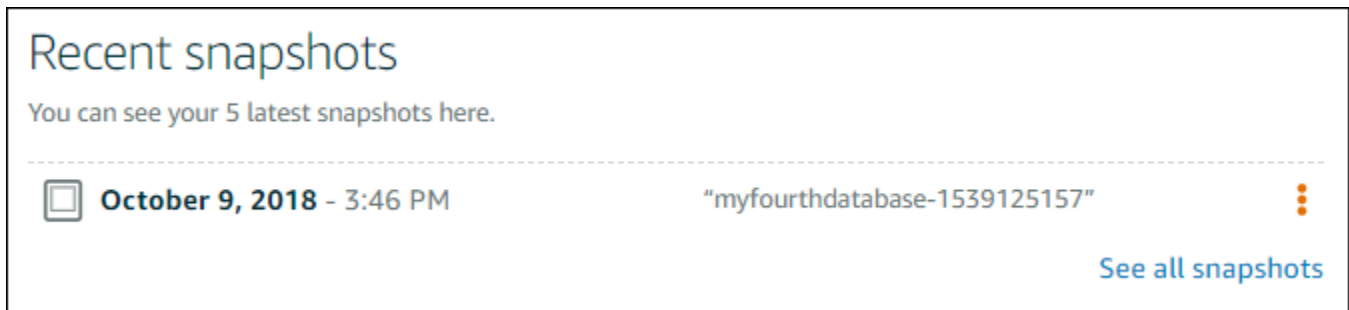 Recent snapshots
You can see your 5 latest snapshots here.
October 9, 2018 - 3:46 PM “myfourthdatabase-1539125157”
See all snapshots